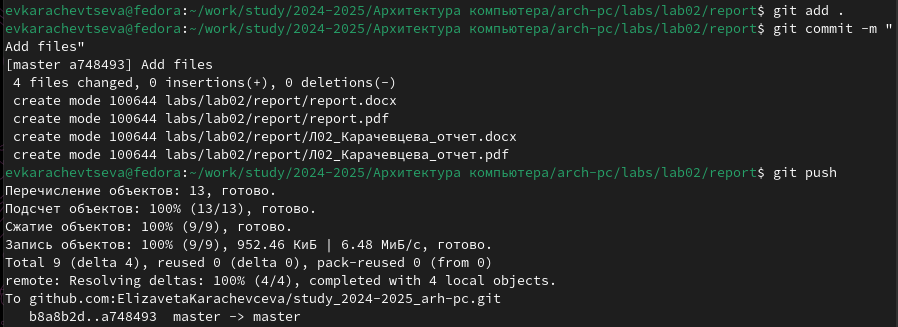 evkarachevtseva@fedora:~/work/study/2024-2025/Архитектура компьютера/arch-pc/labs/lab02/report$ git add .
evkarachevtseva@fedora:~/work/study/2024-2025/Архитектура компьютера/arch-pc/labs/lab02/report$ git commit -m "
Add files"
[master a748493] Add files
 4 files changed, 0 insertions(+), 0 deletions(-)
 create mode 100644 labs/lab02/report/report.docx
 create mode 100644 labs/lab02/report/report.pdf
 create mode 100644 labs/lab02/report/Л02_Карачевцева_отчет.docx
 create mode 100644 labs/lab02/report/Л02_Карачевцева_отчет.pdf
evkarachevtseva@fedora:~/work/study/2024-2025/Архитектура компьютера/arch-pc/labs/lab02/report$ git push
Перечисление объектов: 13, готово.
Подсчет объектов: 100% (13/13), готово.
Сжатие объектов: 100% (9/9), готово.
Запись объектов: 100% (9/9), 952.46 КиБ | 6.48 МиБ/с, готово.
Total 9 (delta 4), reused 0 (delta 0), pack-reused 0 (from 0)
remote: Resolving deltas: 100% (4/4), completed with 4 local objects.
To github.com:ElizavetaKarachevceva/study_2024-2025_arh-pc.git
   b8a8b2d..a748493  master -> master